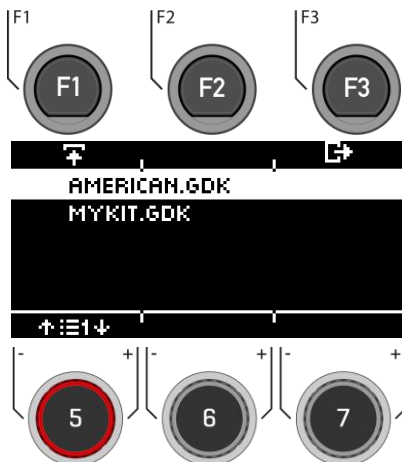 F1 F2 F3
F1 F2 F3
AMERICAN.GDK
MYKIT.GDK
1
- + - + - +
5 6 7